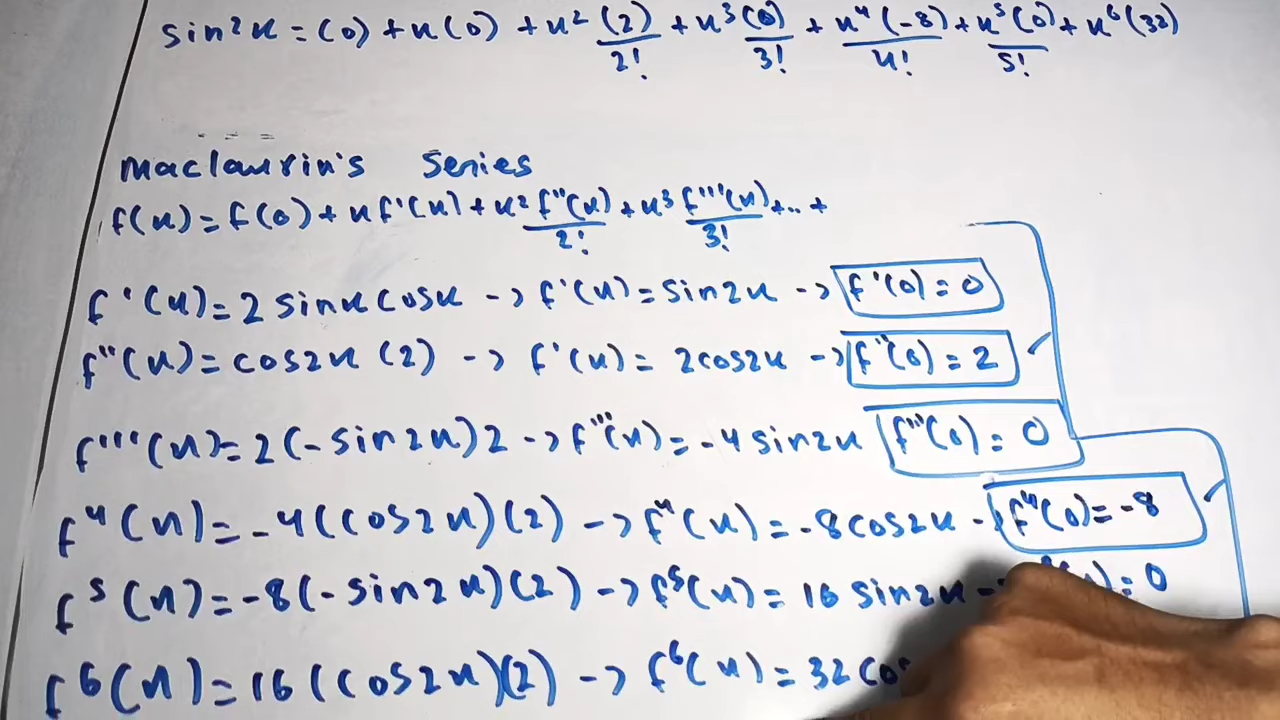 sin²x = (0) + x(0) + x² (2)/2! + x³ (0)/3! + x⁴ (-8)/4! + x⁵ (0)/5! + x⁶ (32)
Maclaurin's Series
f(x) = f(0) + x f'(x) + x² f''(x)/2! + x³ f'''(x)/3! + .. +
f'(x) = 2 sinx cosx -> f'(x) = sin2x -> f'(0) = 0
f''(x) = cos2x (2) -> f'(x) = 2cos2x -> f''(0) = 2
f'''(x) = 2(-sin2x)2 -> f'''(x) = -4 sin2x f'''(0) = 0
f⁴(x) = -4(cos2x)(2) -> f⁴(x) = -8cos2x - f⁴(0) = -8
f⁵(x) = -8(-sin2x)(2) -> f⁵(x) = 16 sin2x = 0
f⁶(x) = 16(cos2x)(2) -> f⁶(x) = 32